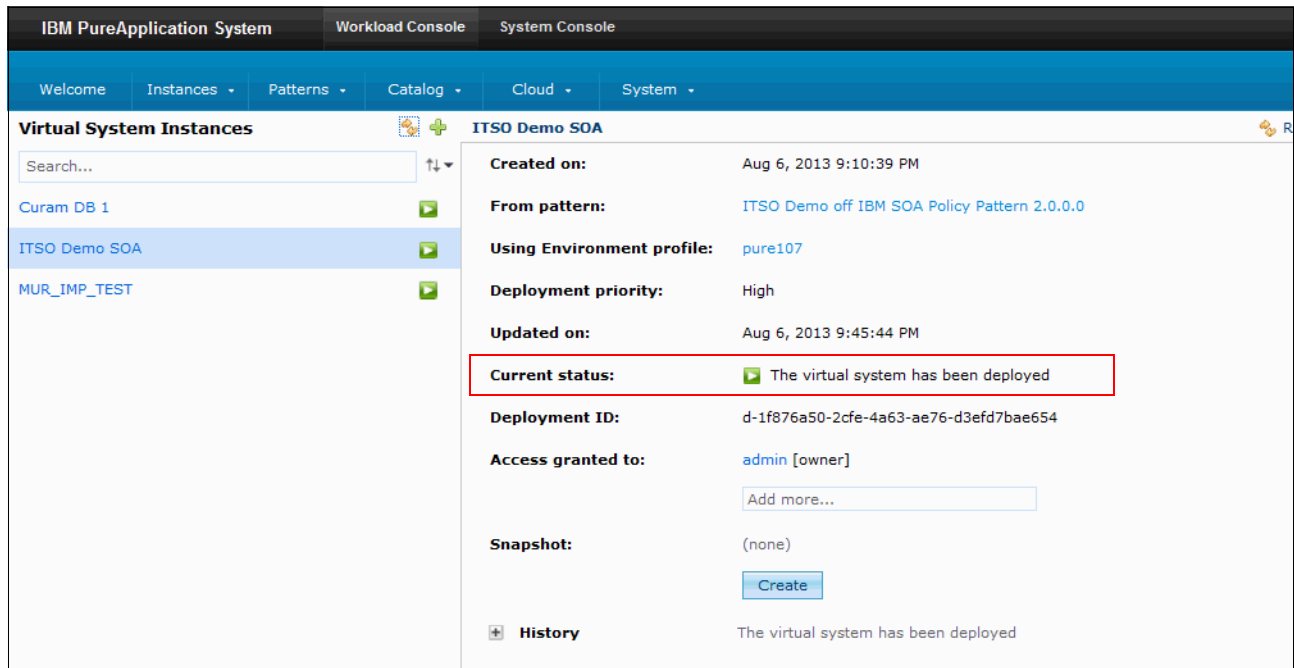 IBM PureApplication System Workload Console System Console
Welcome Instances Patterns Catalog Cloud System
Virtual System Instances
Search...
Curam DB 1
ITSO Demo SOA
MUR_IMP_TEST
ITSO Demo SOA R
Created on: Aug 6, 2013 9:10:39 PM
From pattern: ITSO Demo off IBM SOA Policy Pattern 2.0.0.0
Using Environment profile: pure107
Deployment priority: High
Updated on: Aug 6, 2013 9:45:44 PM
Current status: The virtual system has been deployed
Deployment ID: d-1f876a50-2cfe-4a63-ae76-d3efd7bae654
Access granted to: admin [owner]
Add more...
Snapshot: (none)
Create
History The virtual system has been deployed